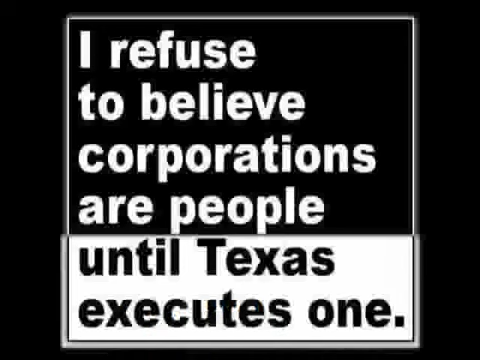 I refuse
to believe
corporations
are people
until Texas
executes one.